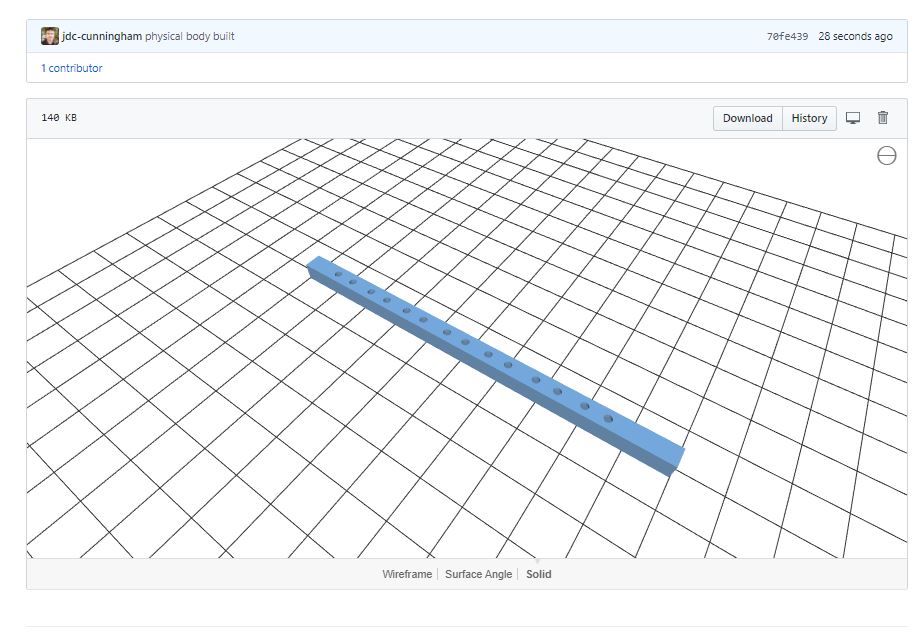 jdc-cunningham physical body built 70fe439 28 seconds ago
1 contributor
140 KB Download History
Wireframe Surface Angle Solid